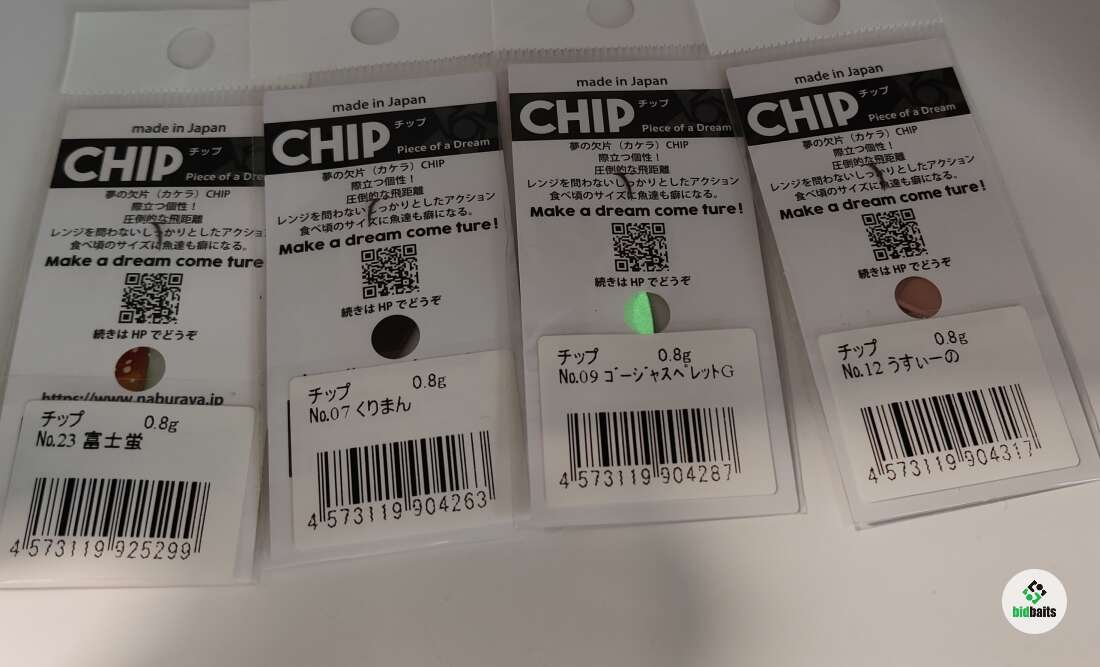 made in Japan
CHIP チップ
Piece of a Dre
夢の欠片（カケラ）CHIP
際立つ個性！
圧倒的な飛距離
レンジを問わないしっかりとしたアクショ
食べ頃のサイズに魚達も癖になる。
Make a dream come ture
続きは HP でどうぞ
https://www.naburaya.jp
チップ 0.8g
No.23 富士蛍
4 573119 925299
made in Japan
CHIP チップ
Piece of a Dream
夢の欠片（カケラ）CHIP
際立つ個性！
圧倒的な飛距離
レンジを問わないしっかりとしたアクション
食べ頃のサイズに魚達も癖になる。
Make a dream come ture!
続きは HP でどうぞ
チップ 0.8g
No.07 くりまん
4 573119 904263
made in Japan
CHIP チップ
Piece of a Dream
夢の欠片（カケラ）CHIP
際立つ個性！
圧倒的な飛距離
レンジを問わないしっかりとしたアクション
食べ頃のサイズに魚達も癖になる。
Make a dream come ture!
続きは HP でどうぞ
チップ 0.8g
No.09 ゴージャスペレットG
4 573119 904287
made in Japan
CHIP チップ
Piece of a Dream
夢の欠片（カケラ）CHIP
際立つ個性！
圧倒的な飛距離
レンジを問わないしっかりとしたアクション
食べ頃のサイズに魚達も癖になる。
Make a dream come ture!
続きは HP でどうぞ
チップ 0.8g
No.12 うすぃーの
4 573119 904317
bidbaits